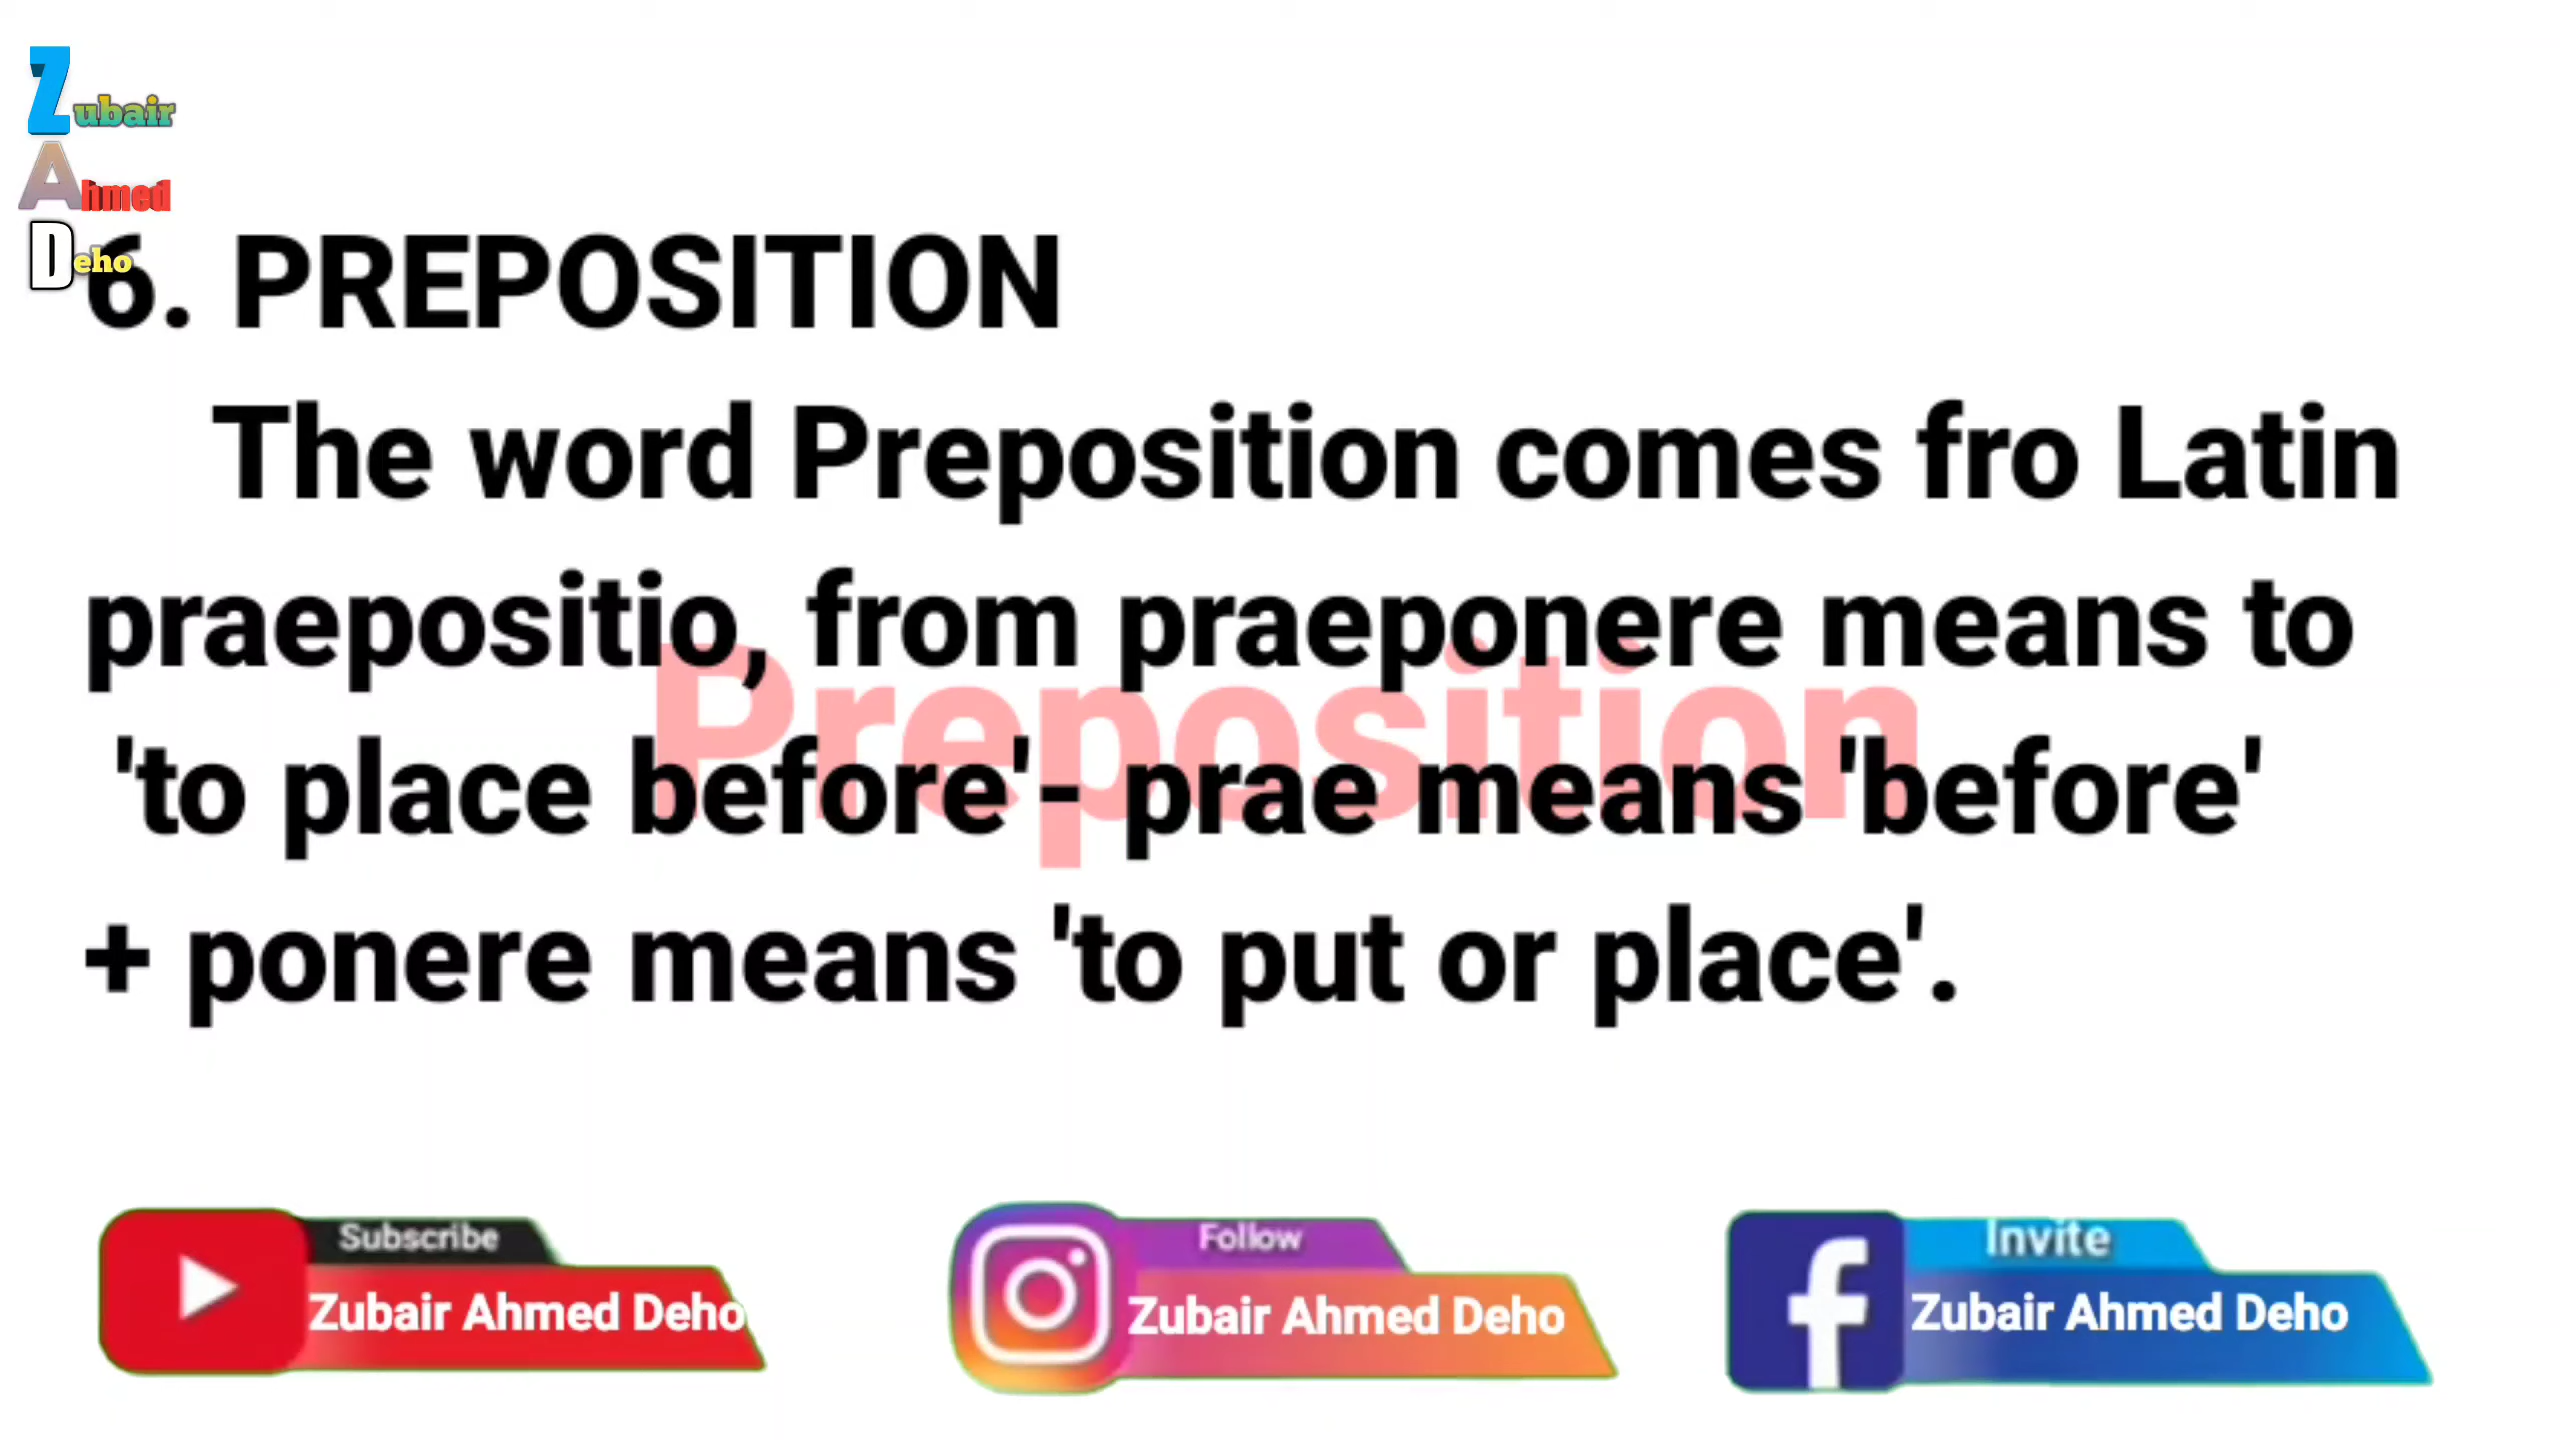 Zubair
Ahmed
Deho
6. PREPOSITION
The word Preposition comes fro Latin
praepositio, from praeponere means to
'to place before'- prae means 'before'
+ ponere means 'to put or place'.
Preposition
Subscribe
Zubair Ahmed Deho
Follow
Zubair Ahmed Deho
Invite
Zubair Ahmed Deho